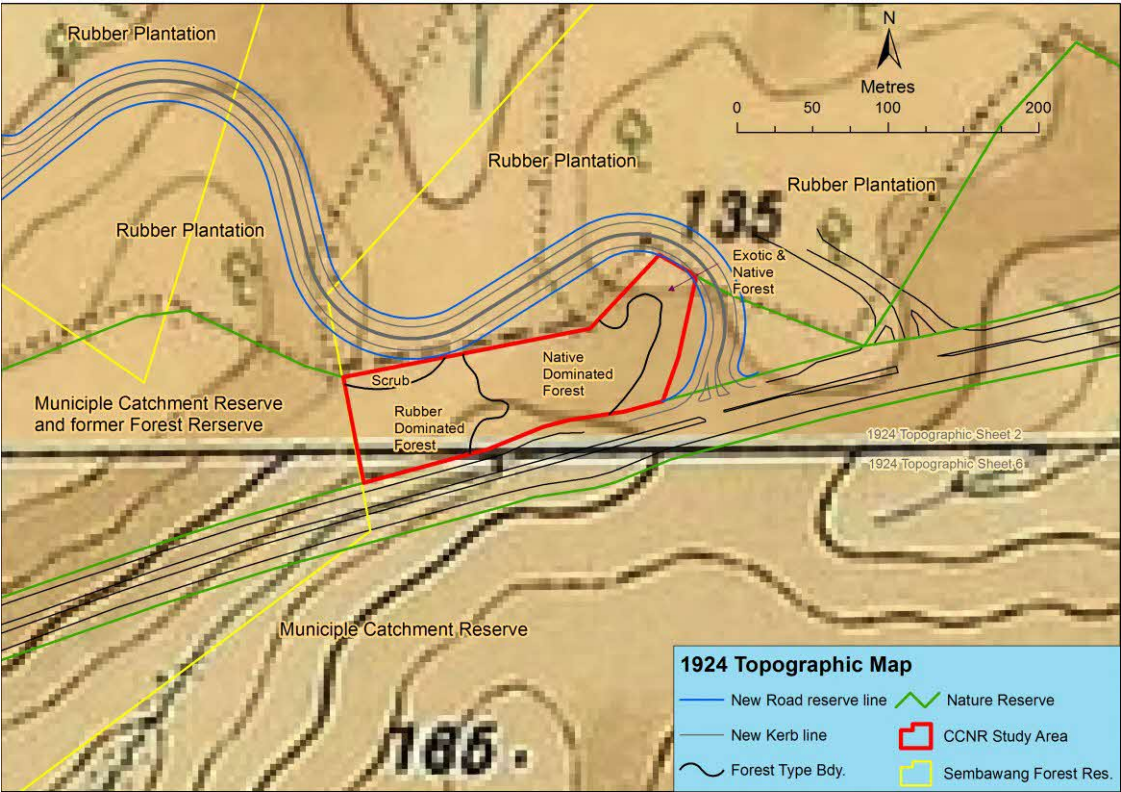 Rubber Plantation
N
Metres
0 50 100 200
Rubber Plantation
Rubber Plantation
135
Rubber Plantation
Exotic &
Native
Forest
Scrub
Native
Dominated
Forest
Rubber
Dominated
Forest
Municiple Catchment Reserve
and former Forest Rerserve
1924 Topographic Sheet 2
1924 Topographic Sheet 6
Municiple Catchment Reserve
165.
1924 Topographic Map
New Road reserve line
Nature Reserve
New Kerb line
CCNR Study Area
Forest Type Bdy.
Sembawang Forest Res.